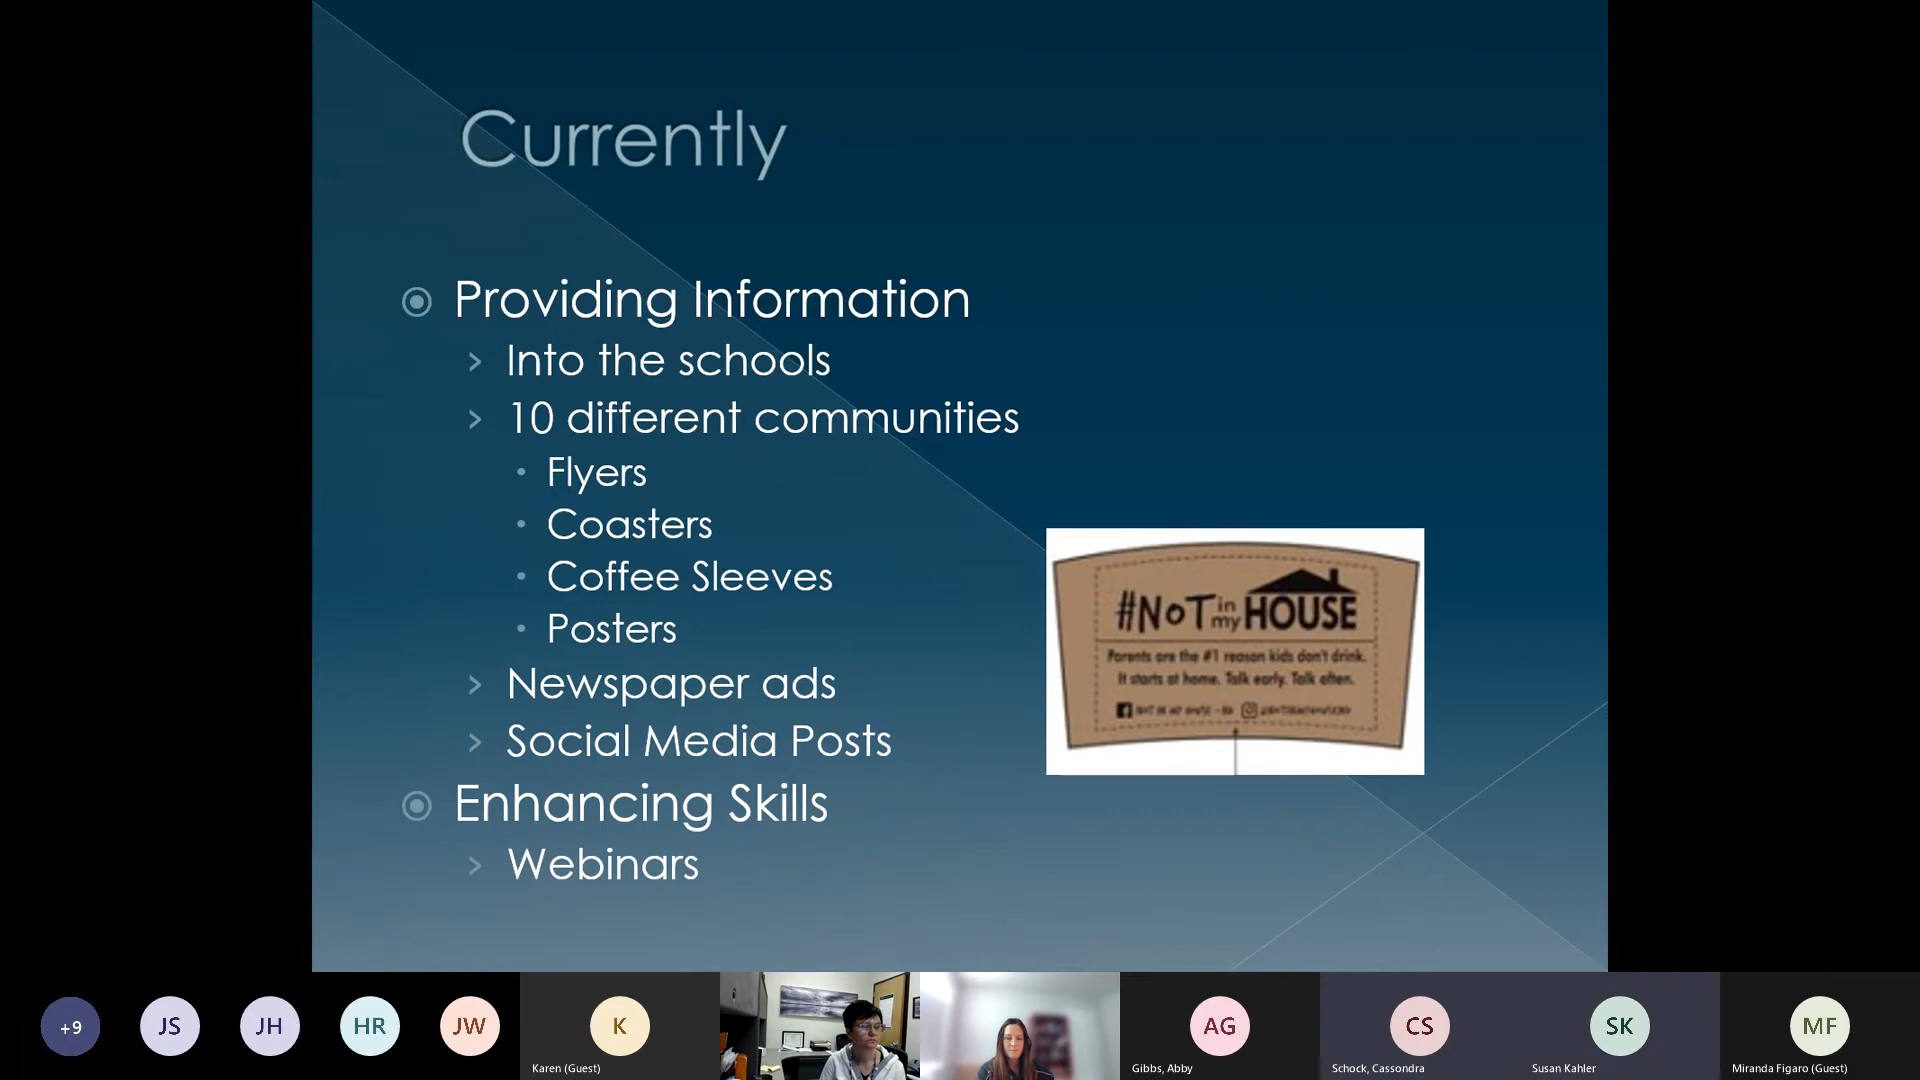 Currently
Providing Information
Into the schools
10 different communities
Flyers
Coasters
Coffee Sleeves
Posters
Newspaper ads
Social Media Posts
Enhancing Skills
Webinars
#NoT in my HOUSE
Parents are the #1 reason kids don't drink.
It starts at home. Talk early. Talk often.
+9
JS
JH
HR
JW
K
Karen (Guest)
AG
Gibbs, Abby
CS
Schock, Cassondra
SK
Susan Kahler
MF
Miranda Figaro (Guest)